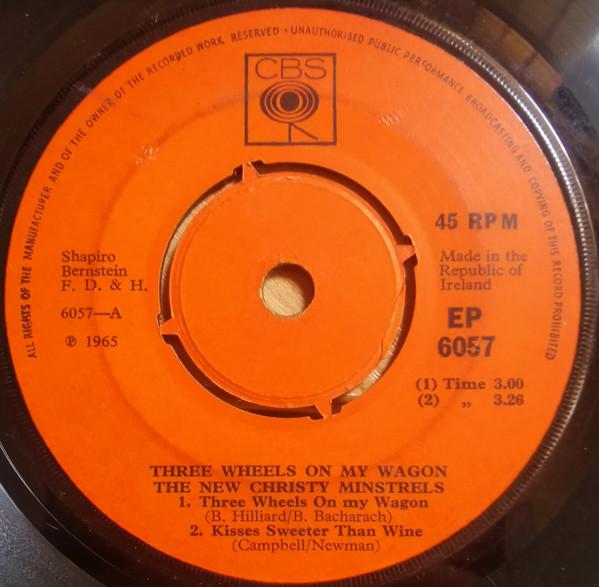 ALL RIGHTS OF THE MANUFACTURER AND OF THE OWNER OF THE RECORDED WORK RESERVED · UNAUTHORISED PUBLIC PERFORMANCE BROADCASTING AND COPYING OF THIS RECORD PROHIBITED
CBS
45 RPM
Shapiro
Bernstein
F. D. & H.
Made in the
Republic of
Ireland
6057—A
℗ 1965
EP
6057
(1) Time 3.00
(2) „ 3.26
THREE WHEELS ON MY WAGON
THE NEW CHRISTY MINSTRELS
1. Three Wheels On my Wagon
(B. Hilliard/B. Bacharach)
2. Kisses Sweeter Than Wine
(Campbell/Newman)